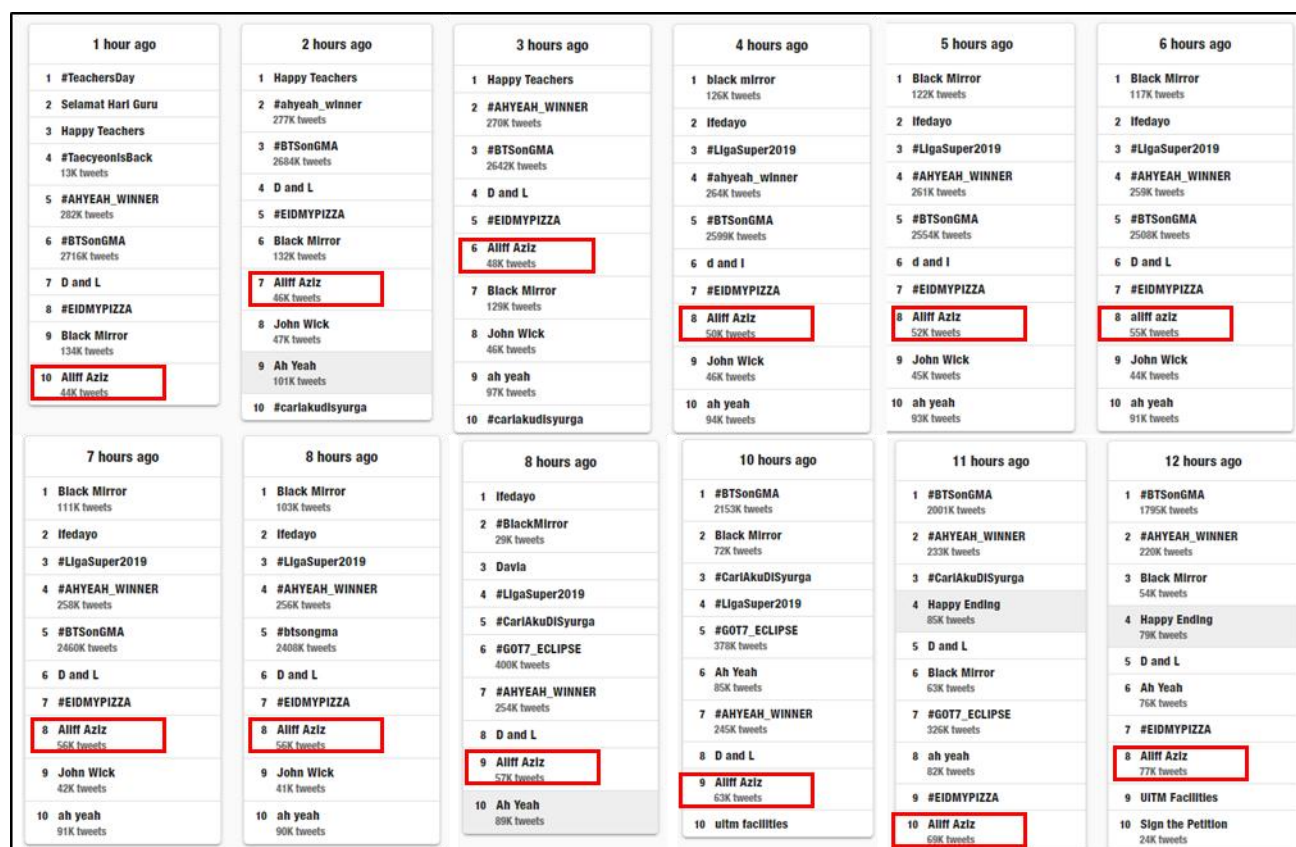 1 hour ago
1 #TeachersDay
2 Selamat Hari Guru
3 Happy Teachers
4 #TaecyeonIsBack
13K tweets
5 #AHYEAH_WINNER
282K tweets
6 #BTSonGMA
2716K tweets
7 D and L
8 #EIDMYPIZZA
9 Black Mirror
134K tweets
10 Aliff Aziz
44K tweets
2 hours ago
1 Happy Teachers
2 #ahyeah_winner
277K tweets
3 #BTSonGMA
2684K tweets
4 D and L
5 #EIDMYPIZZA
6 Black Mirror
132K tweets
7 Aliff Aziz
46K tweets
8 John Wick
47K tweets
9 Ah Yeah
101K tweets
10 #cariakudisyurga
3 hours ago
1 Happy Teachers
2 #AHYEAH_WINNER
270K tweets
3 #BTSonGMA
2642K tweets
4 D and L
5 #EIDMYPIZZA
6 Aliff Aziz
48K tweets
7 Black Mirror
129K tweets
8 John Wick
46K tweets
9 ah yeah
97K tweets
10 #cariakudisyurga
4 hours ago
1 black mirror
126K tweets
2 Ifedayo
3 #LigaSuper2019
4 #ahyeah_winner
264K tweets
5 #BTSonGMA
2599K tweets
6 d and l
7 #EIDMYPIZZA
8 Aliff Aziz
50K tweets
9 John Wick
46K tweets
10 ah yeah
94K tweets
5 hours ago
1 Black Mirror
122K tweets
2 Ifedayo
3 #LigaSuper2019
4 #AHYEAH_WINNER
261K tweets
5 #BTSonGMA
2554K tweets
6 d and l
7 #EIDMYPIZZA
8 Aliff Aziz
52K tweets
9 John Wick
45K tweets
10 ah yeah
93K tweets
6 hours ago
1 Black Mirror
117K tweets
2 Ifedayo
3 #LigaSuper2019
4 #AHYEAH_WINNER
259K tweets
5 #BTSonGMA
2508K tweets
6 D and L
7 #EIDMYPIZZA
8 aliff aziz
55K tweets
9 John Wick
44K tweets
10 ah yeah
91K tweets
7 hours ago
1 Black Mirror
111K tweets
2 Ifedayo
3 #LigaSuper2019
4 #AHYEAH_WINNER
258K tweets
5 #BTSonGMA
2460K tweets
6 D and L
7 #EIDMYPIZZA
8 Aliff Aziz
56K tweets
9 John Wick
42K tweets
10 ah yeah
91K tweets
8 hours ago
1 Black Mirror
103K tweets
2 Ifedayo
3 #LigaSuper2019
4 #AHYEAH_WINNER
256K tweets
5 #btsongma
2408K tweets
6 D and L
7 #EIDMYPIZZA
8 Aliff Aziz
56K tweets
9 John Wick
41K tweets
10 ah yeah
90K tweets
8 hours ago
1 Ifedayo
2 #BlackMirror
29K tweets
3 Davia
4 #LigaSuper2019
5 #CariAkuDiSyurga
6 #GOT7_ECLIPSE
400K tweets
7 #AHYEAH_WINNER
254K tweets
8 D and L
9 Aliff Aziz
57K tweets
10 Ah Yeah
89K tweets
10 hours ago
1 #BTSonGMA
2153K tweets
2 Black Mirror
72K tweets
3 #CariAkuDiSyurga
4 #LigaSuper2019
5 #GOT7_ECLIPSE
378K tweets
6 Ah Yeah
85K tweets
7 #AHYEAH_WINNER
245K tweets
8 D and L
9 Aliff Aziz
63K tweets
10 uitm facilities
11 hours ago
1 #BTSonGMA
2001K tweets
2 #AHYEAH_WINNER
233K tweets
3 #CariAkuDiSyurga
4 Happy Ending
85K tweets
5 D and L
6 Black Mirror
63K tweets
7 #GOT7_ECLIPSE
326K tweets
8 ah yeah
82K tweets
9 #EIDMYPIZZA
10 Aliff Aziz
69K tweets
12 hours ago
1 #BTSonGMA
1795K tweets
2 #AHYEAH_WINNER
220K tweets
3 Black Mirror
54K tweets
4 Happy Ending
79K tweets
5 D and L
6 Ah Yeah
76K tweets
7 #EIDMYPIZZA
8 Aliff Aziz
77K tweets
9 UiTM Facilities
10 Sign the Petition
24K tweets